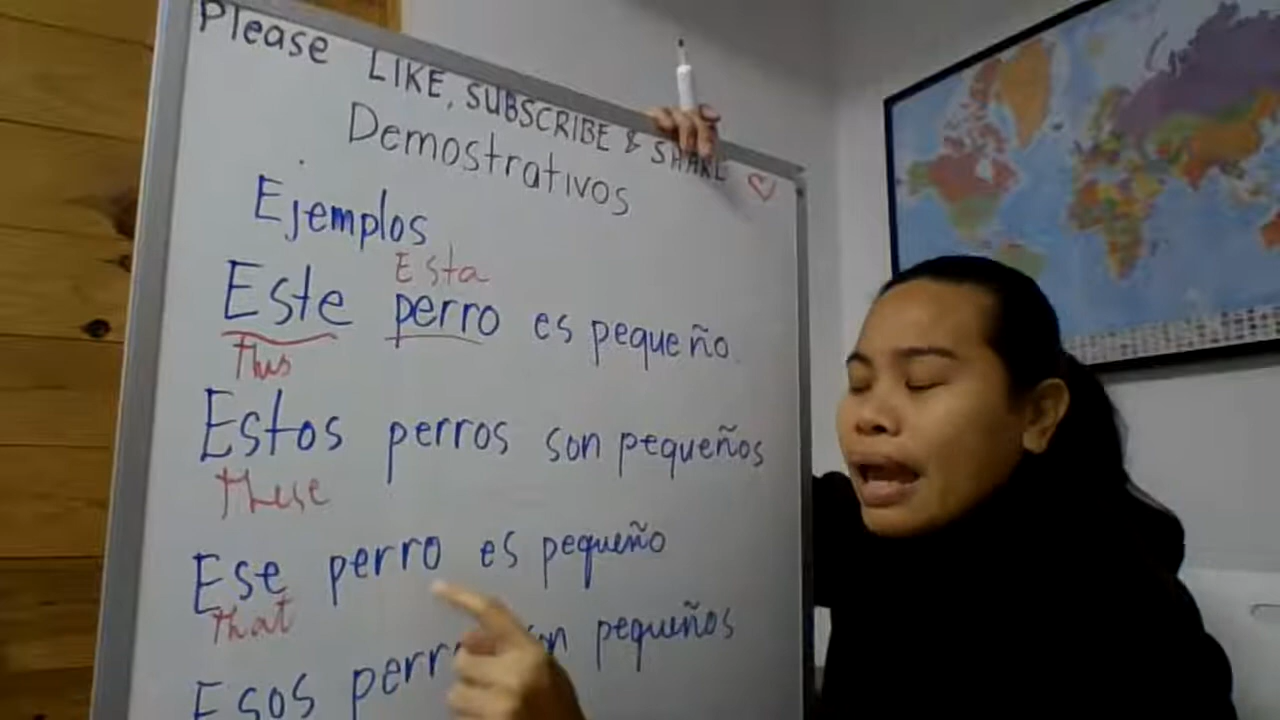 Please LIKE, SUBSCRIBE & SHARE
Demostrativos
Ejemplos
Esta
Este perro es pequeño.
This
Estos perros son pequeños
these
Ese perro es pequeño
that
Esos pequeños